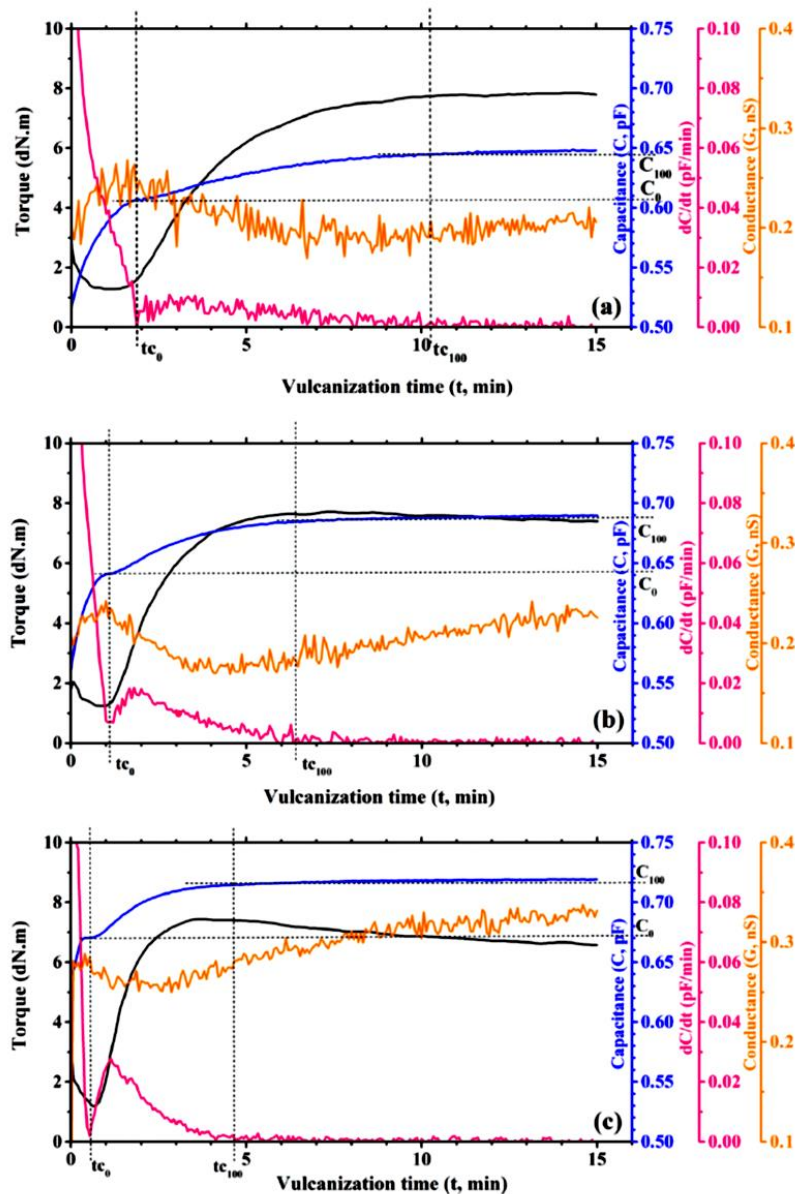 10
8
6
4
2
0
Torque (dN.m)
0.75
0.70
0.65
0.60
0.55
0.50
Capacitance (C, pF)
0.10
0.08
0.06
0.04
0.02
0.00
dC/dt (pF/min)
0.4
0.3
0.2
0.1
Conductance (G, nS)
C100
C0
(a)
0 5 10 15
tc0 tc100
Vulcanization time (t, min)
10
8
6
4
2
0
Torque (dN.m)
0.75
0.70
0.65
0.60
0.55
0.50
Capacitance (C, pF)
0.10
0.08
0.06
0.04
0.02
0.00
dC/dt (pF/min)
0.4
0.3
0.2
0.1
Conductance (G, nS)
C100
C0
(b)
0 5 10 15
tc0 tc100
Vulcanization time (t, min)
10
8
6
4
2
0
Torque (dN.m)
0.75
0.70
0.65
0.60
0.55
0.50
Capacitance (C, pF)
0.10
0.08
0.06
0.04
0.02
0.00
dC/dt (pF/min)
0.4
0.3
0.2
0.1
Conductance (G, nS)
C100
C0
(c)
0 5 10 15
tc0 tc100
Vulcanization time (t, min)